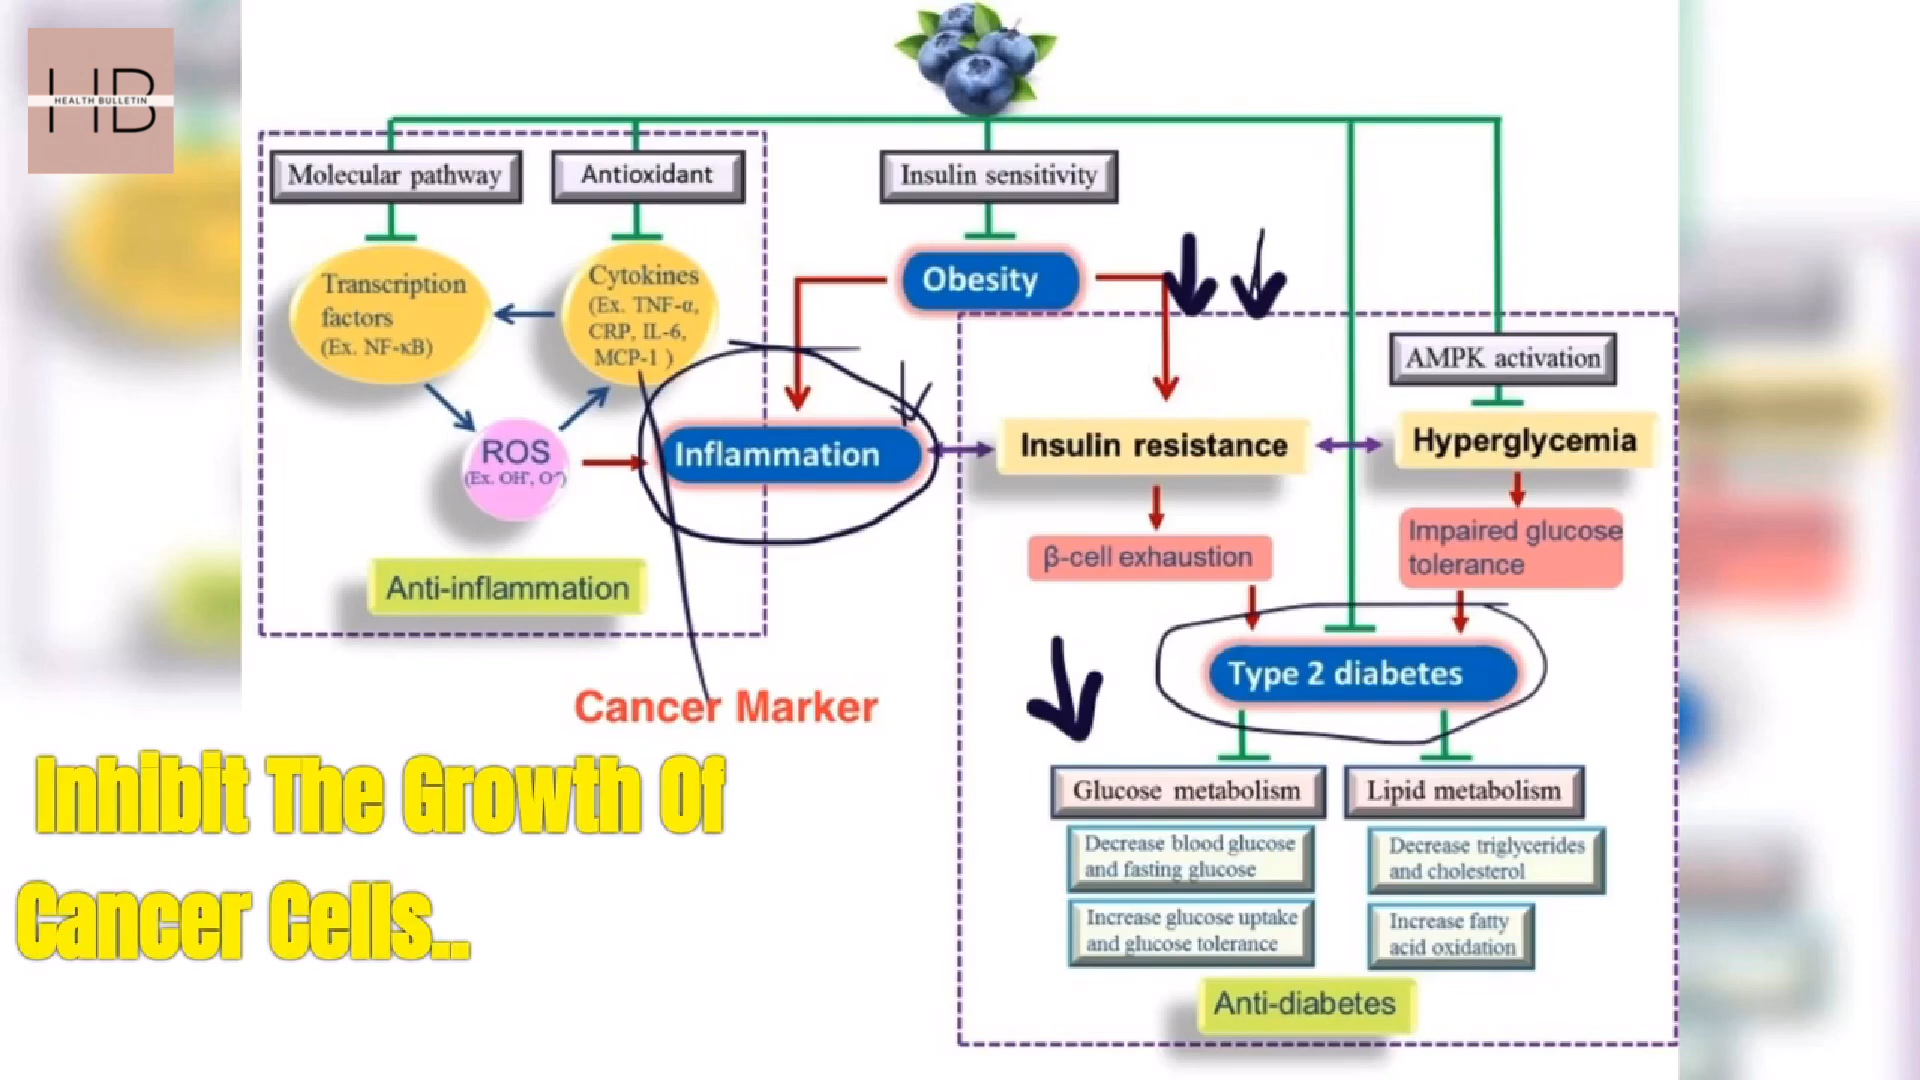 HB
HEALTH BULLETIN
Molecular pathway
Antioxidant
Insulin sensitivity
Transcription
factors
(Ex. NF-κB)
Cytokines
(Ex. TNF-α,
CRP, IL-6,
MCP-1 )
Obesity
AMPK activation
ROS
(Ex. OH', O⁻)
Inflammation
Insulin resistance
Hyperglycemia
β-cell exhaustion
Impaired glucose
tolerance
Anti-inflammation
Type 2 diabetes
Cancer Marker
Inhibit The Growth Of
Cancer Cells..
Glucose metabolism
Lipid metabolism
Decrease blood glucose
and fasting glucose
Decrease triglycerides
and cholesterol
Increase glucose uptake
and glucose tolerance
Increase fatty
acid oxidation
Anti-diabetes